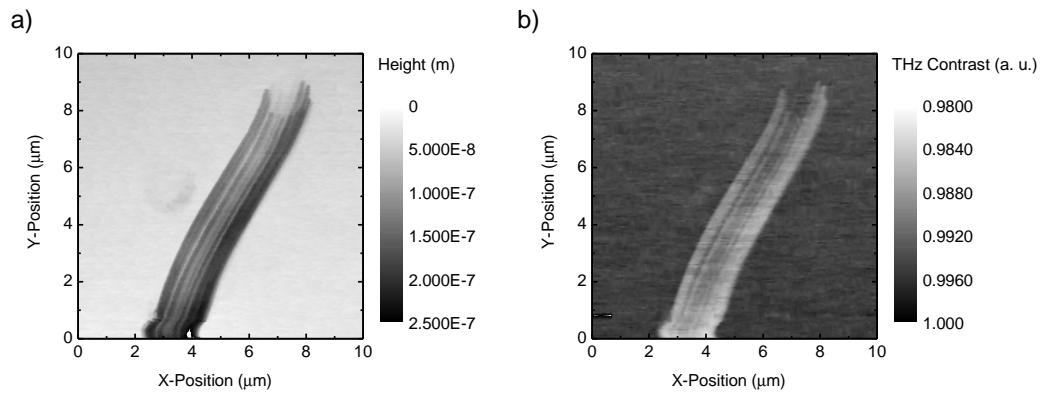 a)
10
8
6
4
2
0
Y-Position (μm)
0 2 4 6 8 10
X-Position (μm)
Height (m)
0
5.000E-8
1.000E-7
1.500E-7
2.000E-7
2.500E-7
b)
10
8
6
4
2
0
Y-Position (μm)
0 2 4 6 8 10
X-Position (μm)
THz Contrast (a. u.)
0.9800
0.9840
0.9880
0.9920
0.9960
1.000